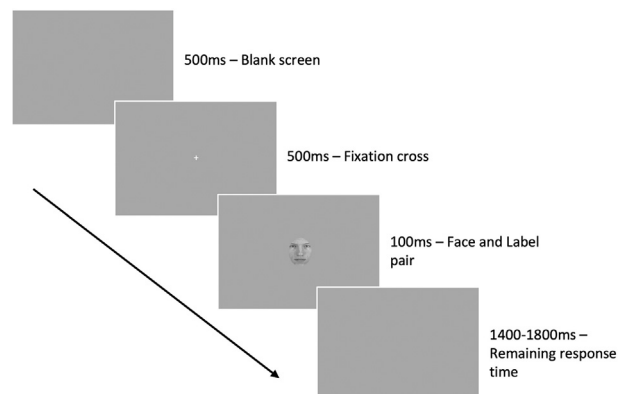 500ms – Blank screen
500ms – Fixation cross
100ms – Face and Label
pair
1400-1800ms –
Remaining response
time